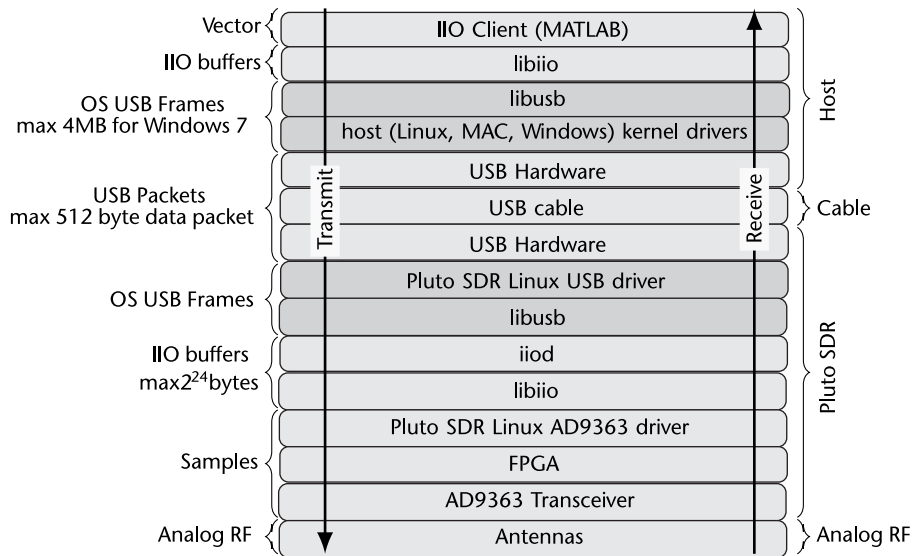 Vector
IIO Client (MATLAB)
IIO buffers
libiio
OS USB Frames
max 4MB for Windows 7
libusb
host (Linux, MAC, Windows) kernel drivers
Host
USB Packets
max 512 byte data packet
USB Hardware
USB cable
USB Hardware
Transmit
Receive
Cable
OS USB Frames
Pluto SDR Linux USB driver
libusb
IIO buffers
max2²⁴bytes
iiod
libiio
Pluto SDR
Samples
Pluto SDR Linux AD9363 driver
FPGA
AD9363 Transceiver
Analog RF
Antennas
Analog RF